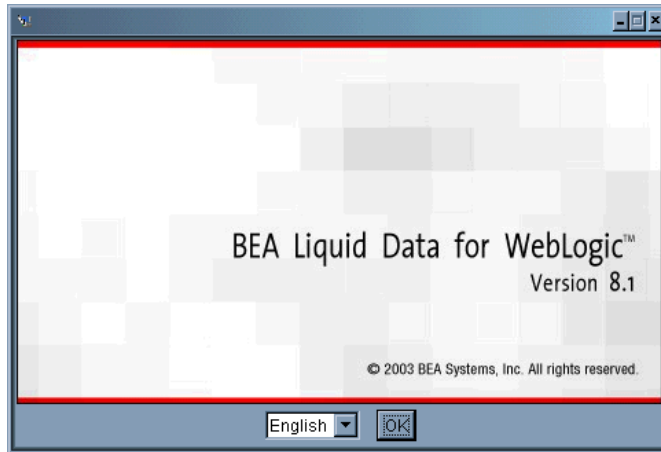 BEA Liquid Data for WebLogic™
Version 8.1
© 2003 BEA Systems, Inc. All rights reserved.
English OK